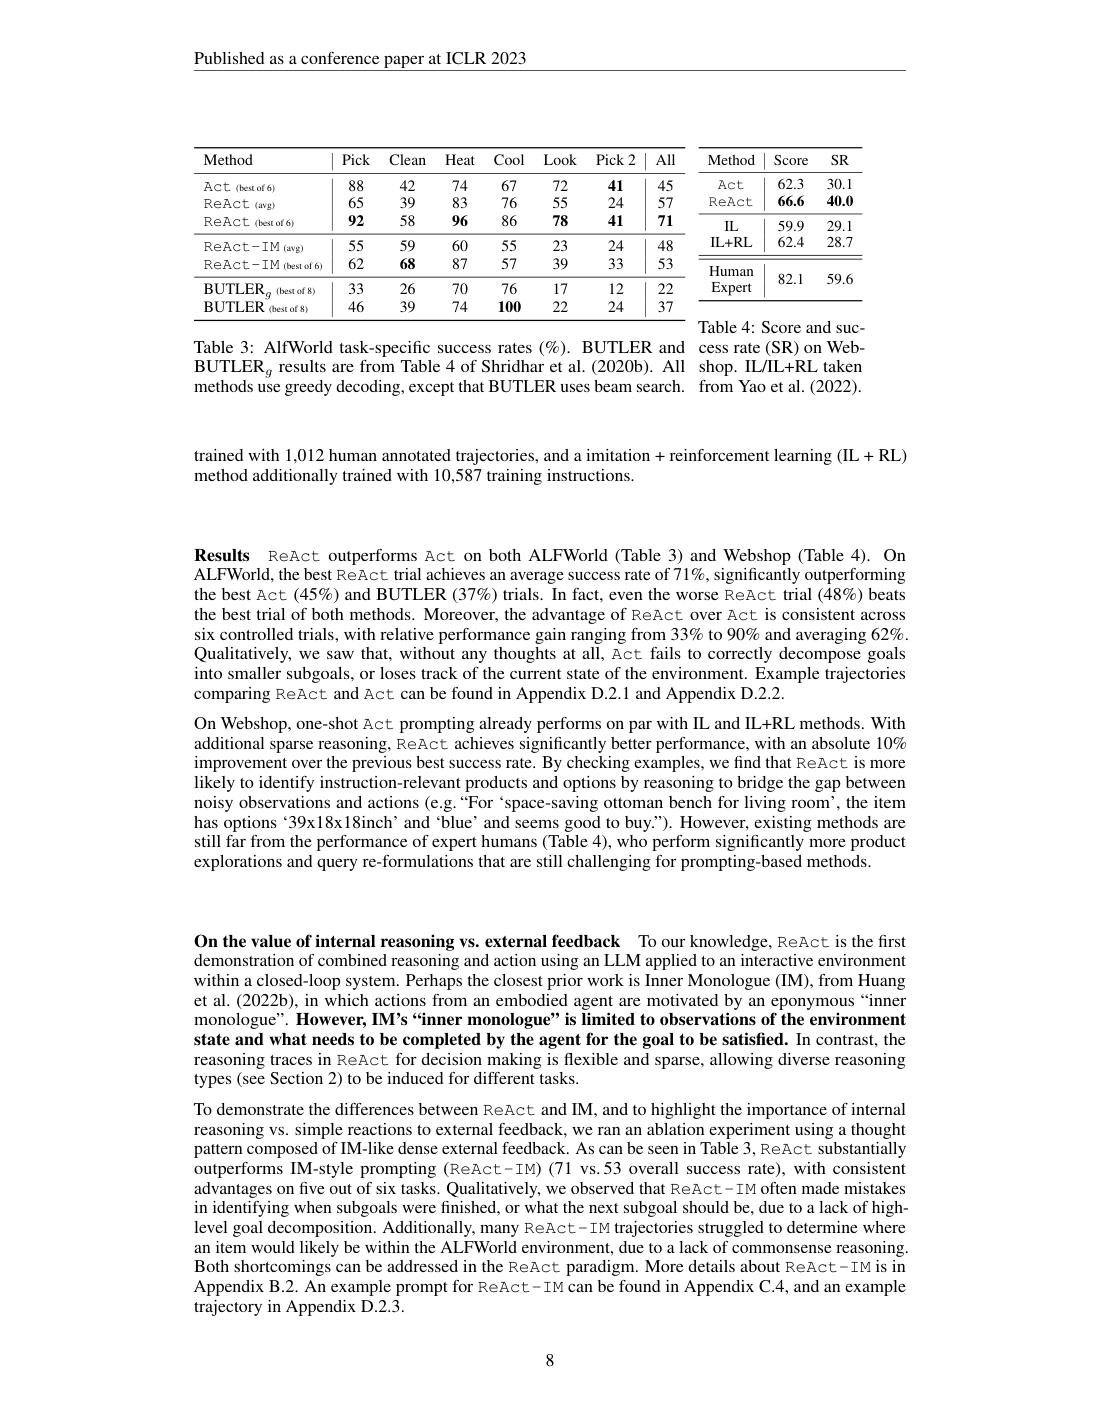 Published as a conference paper at ICLR 2023
Method Pick Clean Heat Cool Look Pick 2 All
Act (best of 6) 88 42 74 67 72 41 45
ReAct (avg) 65 39 83 76 55 24 57
ReAct (best of 6) 92 58 96 86 78 41 71
ReAct-IM (avg) 55 59 60 55 23 24 48
ReAct-IM (best of 6) 62 68 87 57 39 33 53
BUTLERg (best of 8) 33 26 70 76 17 12 22
BUTLER (best of 8) 46 39 74 100 22 24 37
Table 3: AlfWorld task-specific success rates (%). BUTLER and
BUTLERg results are from Table 4 of Shridhar et al. (2020b). All
methods use greedy decoding, except that BUTLER uses beam search.
Method Score SR
Act 62.3 30.1
ReAct 66.6 40.0
IL 59.9 29.1
IL+RL 62.4 28.7
Human
Expert 82.1 59.6
Table 4: Score and suc-
cess rate (SR) on Web-
shop. IL/IL+RL taken
from Yao et al. (2022).
trained with 1,012 human annotated trajectories, and a imitation + reinforcement learning (IL + RL)
method additionally trained with 10,587 training instructions.
Results ReAct outperforms Act on both ALFWorld (Table 3) and Webshop (Table 4). On
ALFWorld, the best ReAct trial achieves an average success rate of 71%, significantly outperforming
the best Act (45%) and BUTLER (37%) trials. In fact, even the worse ReAct trial (48%) beats
the best trial of both methods. Moreover, the advantage of ReAct over Act is consistent across
six controlled trials, with relative performance gain ranging from 33% to 90% and averaging 62%.
Qualitatively, we saw that, without any thoughts at all, Act fails to correctly decompose goals
into smaller subgoals, or loses track of the current state of the environment. Example trajectories
comparing ReAct and Act can be found in Appendix D.2.1 and Appendix D.2.2.
On Webshop, one-shot Act prompting already performs on par with IL and IL+RL methods. With
additional sparse reasoning, ReAct achieves significantly better performance, with an absolute 10%
improvement over the previous best success rate. By checking examples, we find that ReAct is more
likely to identify instruction-relevant products and options by reasoning to bridge the gap between
noisy observations and actions (e.g. “For ‘space-saving ottoman bench for living room’, the item
has options ‘39x18x18inch’ and ‘blue’ and seems good to buy.”). However, existing methods are
still far from the performance of expert humans (Table 4), who perform significantly more product
explorations and query re-formulations that are still challenging for prompting-based methods.
On the value of internal reasoning vs. external feedback To our knowledge, ReAct is the first
demonstration of combined reasoning and action using an LLM applied to an interactive environment
within a closed-loop system. Perhaps the closest prior work is Inner Monologue (IM), from Huang
et al. (2022b), in which actions from an embodied agent are motivated by an eponymous “inner
monologue”. However, IM’s “inner monologue” is limited to observations of the environment
state and what needs to be completed by the agent for the goal to be satisfied. In contrast, the
reasoning traces in ReAct for decision making is flexible and sparse, allowing diverse reasoning
types (see Section 2) to be induced for different tasks.
To demonstrate the differences between ReAct and IM, and to highlight the importance of internal
reasoning vs. simple reactions to external feedback, we ran an ablation experiment using a thought
pattern composed of IM-like dense external feedback. As can be seen in Table 3, ReAct substantially
outperforms IM-style prompting (ReAct-IM) (71 vs. 53 overall success rate), with consistent
advantages on five out of six tasks. Qualitatively, we observed that ReAct-IM often made mistakes
in identifying when subgoals were finished, or what the next subgoal should be, due to a lack of high-
level goal decomposition. Additionally, many ReAct-IM trajectories struggled to determine where
an item would likely be within the ALFWorld environment, due to a lack of commonsense reasoning.
Both shortcomings can be addressed in the ReAct paradigm. More details about ReAct-IM is in
Appendix B.2. An example prompt for ReAct-IM can be found in Appendix C.4, and an example
trajectory in Appendix D.2.3.
8